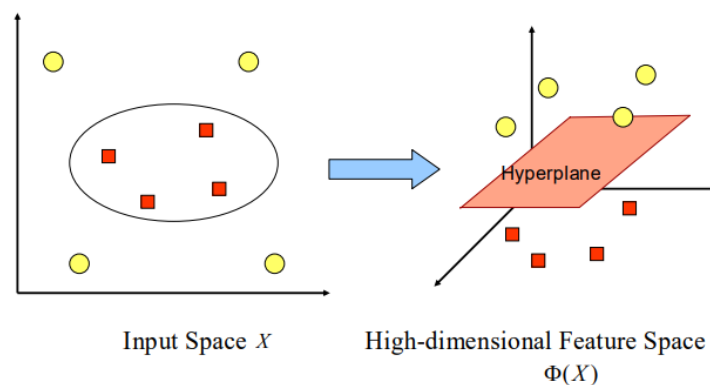 Hyperplane
Input Space X
High-dimensional Feature Space
Φ(X)